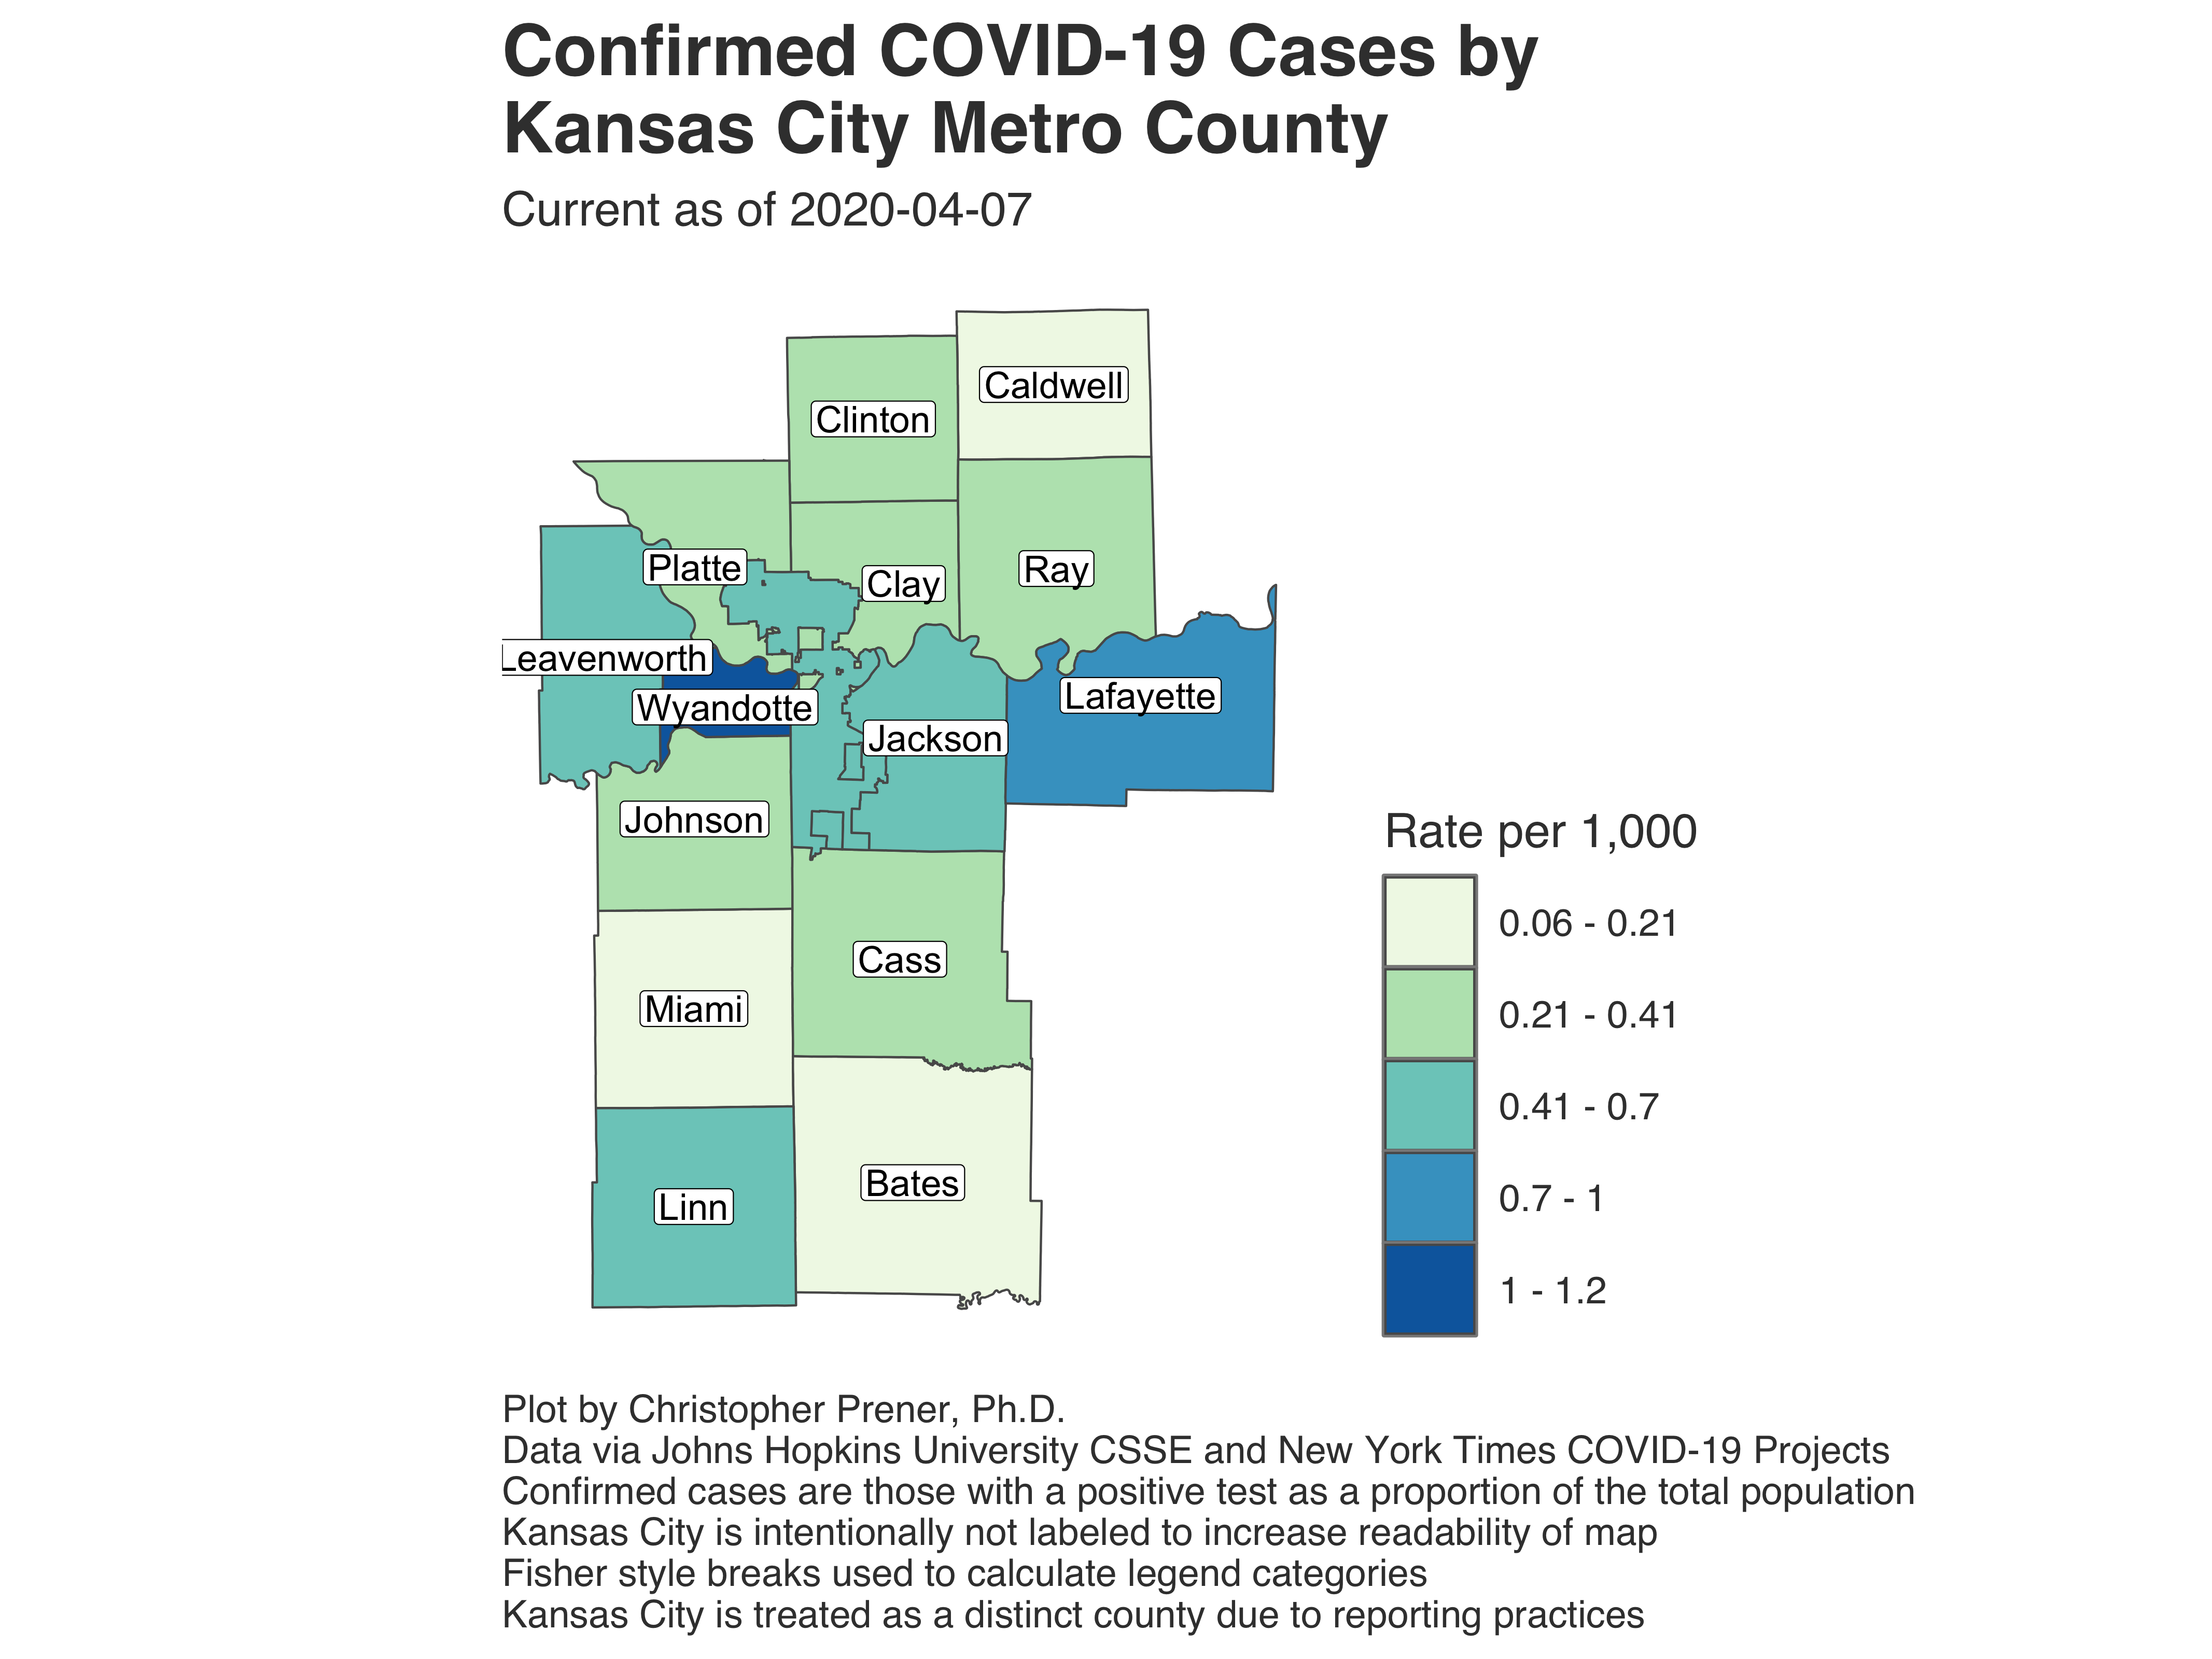 Confirmed COVID-19 Cases by
Kansas City Metro County
Current as of 2020-04-07
Caldwell
Clinton
Platte
Clay
Ray
Leavenworth
Lafayette
Wyandotte
Jackson
Johnson
Cass
Miami
Bates
Linn
Rate per 1,000
0.06 - 0.21
0.21 - 0.41
0.41 - 0.7
0.7 - 1
1 - 1.2
Plot by Christopher Prener, Ph.D.
Data via Johns Hopkins University CSSE and New York Times COVID-19 Projects
Confirmed cases are those with a positive test as a proportion of the total population
Kansas City is intentionally not labeled to increase readability of map
Fisher style breaks used to calculate legend categories
Kansas City is treated as a distinct county due to reporting practices